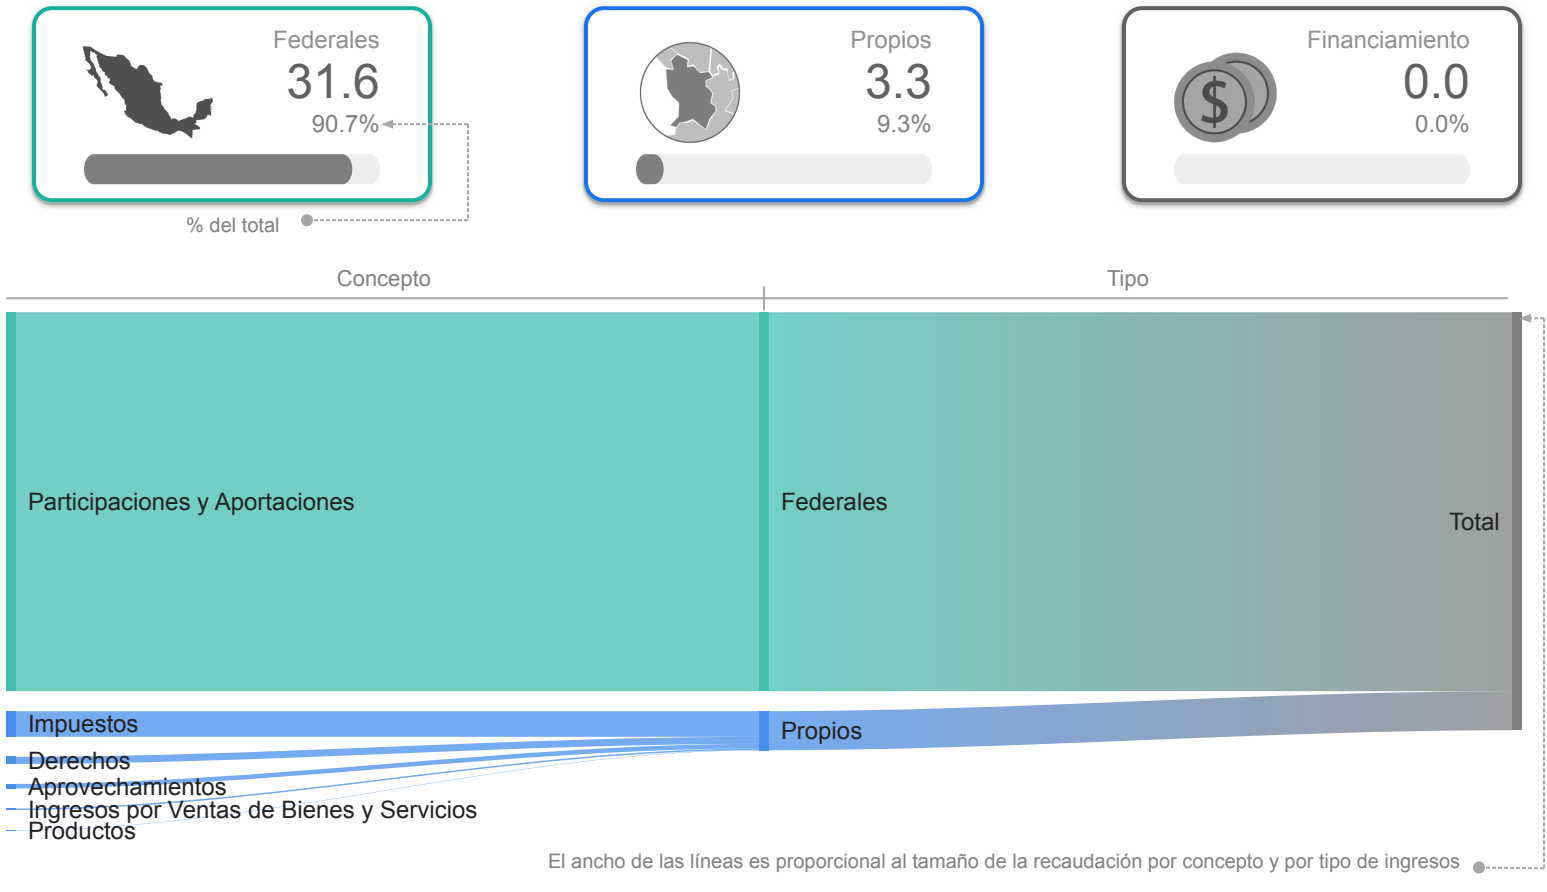 Federales
31.6
90.7%
Propios
3.3
9.3%
Financiamiento
0.0
0.0%
$
% del total
Concepto
Tipo
Participaciones y Aportaciones
Federales
Total
Impuestos
Propios
Derechos
Aprovechamientos
Ingresos por Ventas de Bienes y Servicios
Productos
El ancho de las líneas es proporcional al tamaño de la recaudación por concepto y por tipo de ingresos